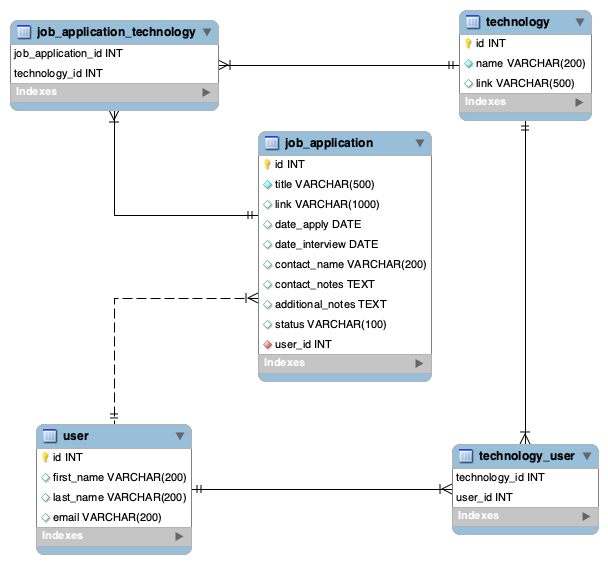 job_application_technology
job_application_id INT
technology_id INT
Indexes
technology
id INT
name VARCHAR(200)
link VARCHAR(500)
Indexes
job_application
id INT
title VARCHAR(500)
link VARCHAR(1000)
date_apply DATE
date_interview DATE
contact_name VARCHAR(200)
contact_notes TEXT
additional_notes TEXT
status VARCHAR(100)
user_id INT
Indexes
user
id INT
first_name VARCHAR(200)
last_name VARCHAR(200)
email VARCHAR(200)
Indexes
technology_user
technology_id INT
user_id INT
Indexes